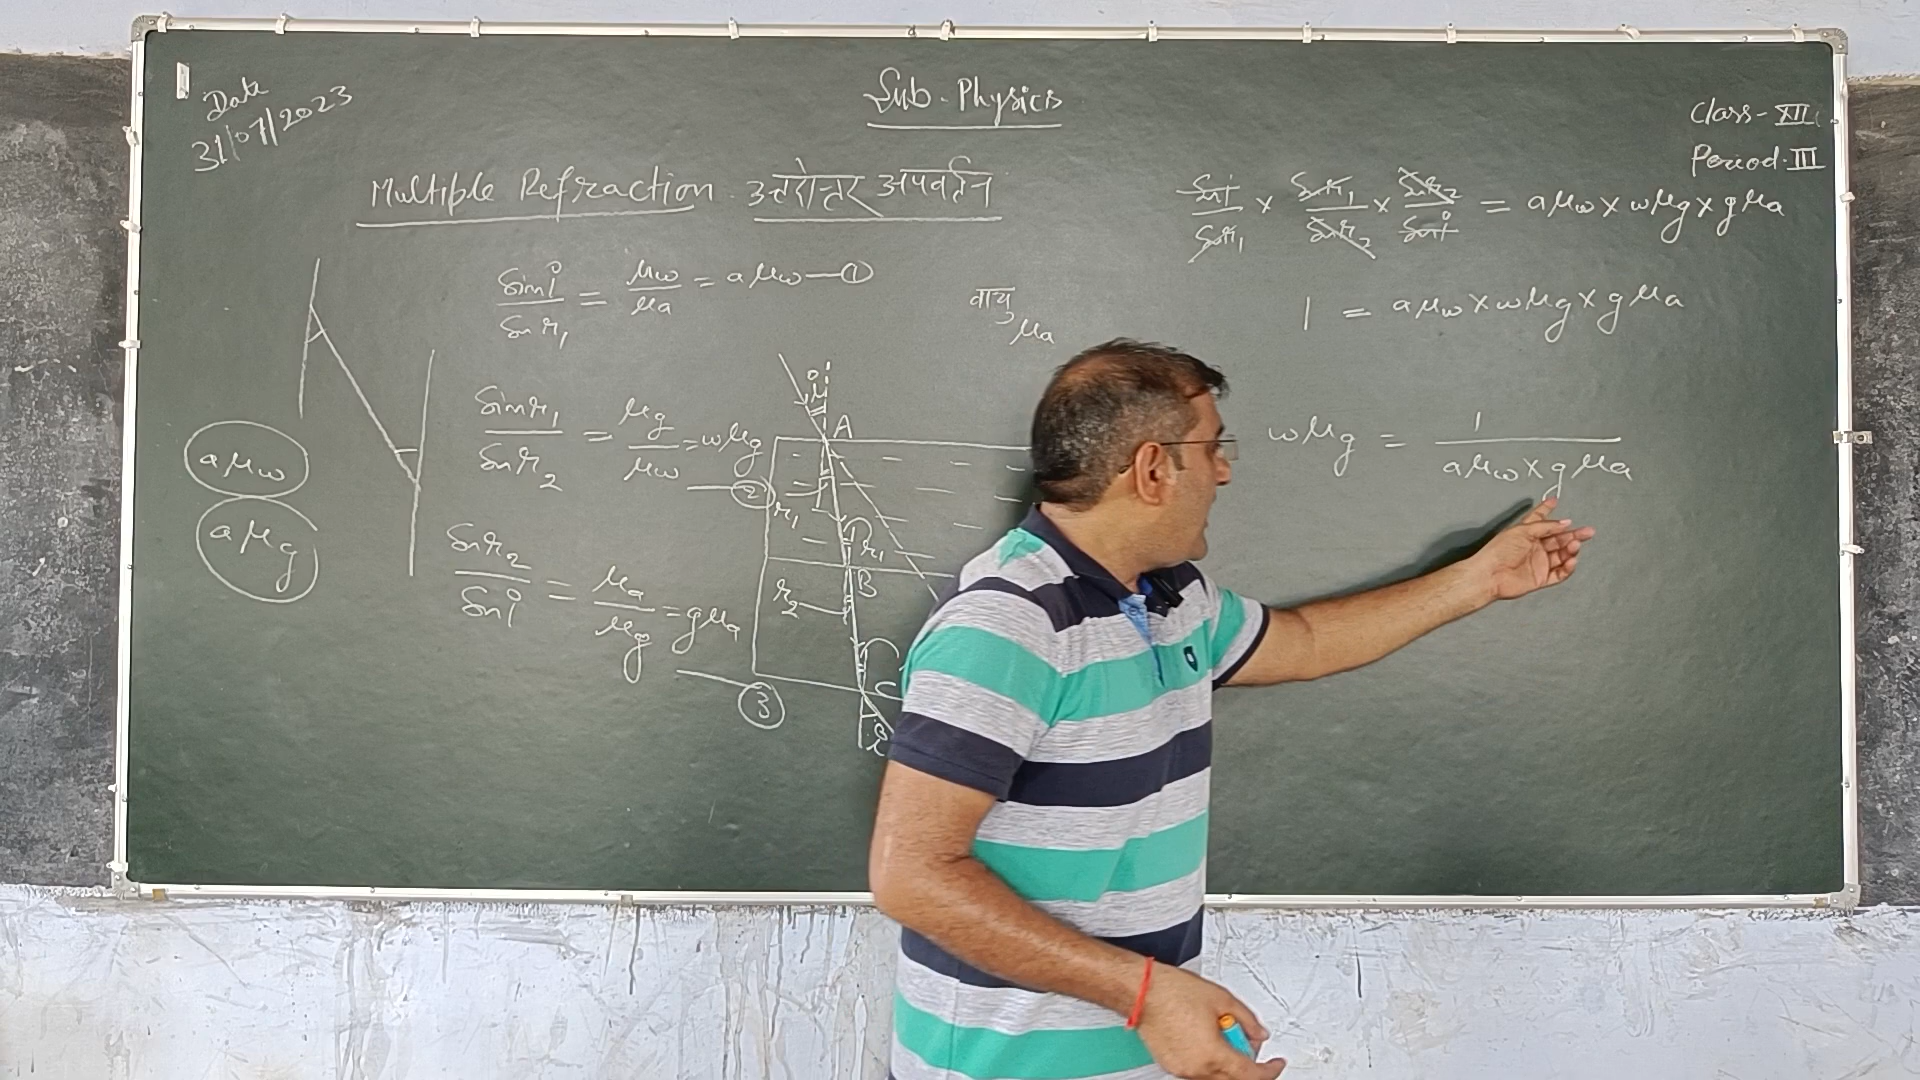 Date
31/07/2023
Sub-Physics
Class-XII
Period-III
Multiple Refraction उत्तरोत्तर अपवर्तन
sin i / sin r₁ = μw / μa = aμw — ①
sin r₁ / sin r₂ = μg / μw = wμg — ②
sin r₂ / sin i = μa / μg = gμa — ③
aμw
aμg
वायु
μa
i
A
r₁
r₁
B
r₂
C
i
sin i / sin r₁ × sin r₁ / sin r₂ × sin r₂ / sin i = aμw × wμg × gμa
1 = aμw × wμg × gμa
wμg = 1 / aμw × gμa